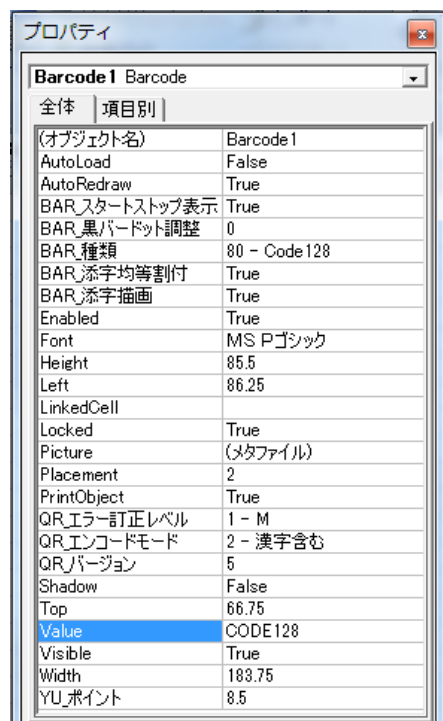 プロパティ
Barcode1 Barcode
全体 項目別
(オブジェクト名) Barcode1
AutoLoad False
AutoRedraw True
BAR_スタートストップ表示 True
BAR_黒バードット調整 0
BAR_種類 80 - Code128
BAR_添字均等割付 True
BAR_添字描画 True
Enabled True
Font MS Pゴシック
Height 85.5
Left 86.25
LinkedCell
Locked True
Picture (メタファイル)
Placement 2
PrintObject True
QR_エラー訂正レベル 1 - M
QR_エンコードモード 2 - 漢字含む
QR_バージョン 5
Shadow False
Top 66.75
Value CODE128
Visible True
Width 183.75
YU_ポイント 8.5